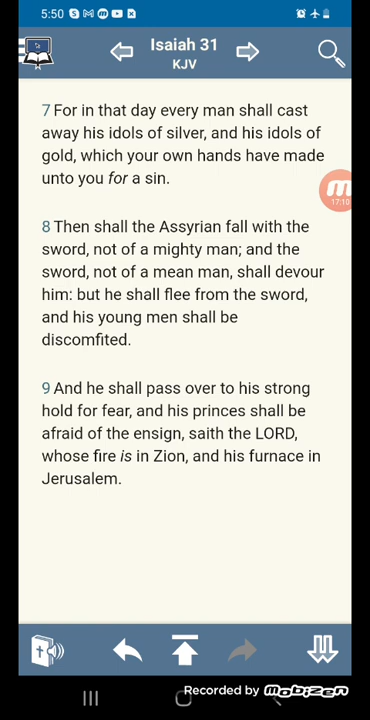 5:50
Isaiah 31
KJV
7 For in that day every man shall cast
away his idols of silver, and his idols of
gold, which your own hands have made
unto you for a sin.
17:10
8 Then shall the Assyrian fall with the
sword, not of a mighty man; and the
sword, not of a mean man, shall devour
him: but he shall flee from the sword,
and his young men shall be
discomfited.
9 And he shall pass over to his strong
hold for fear, and his princes shall be
afraid of the ensign, saith the LORD,
whose fire is in Zion, and his furnace in
Jerusalem.
Recorded by mobizen